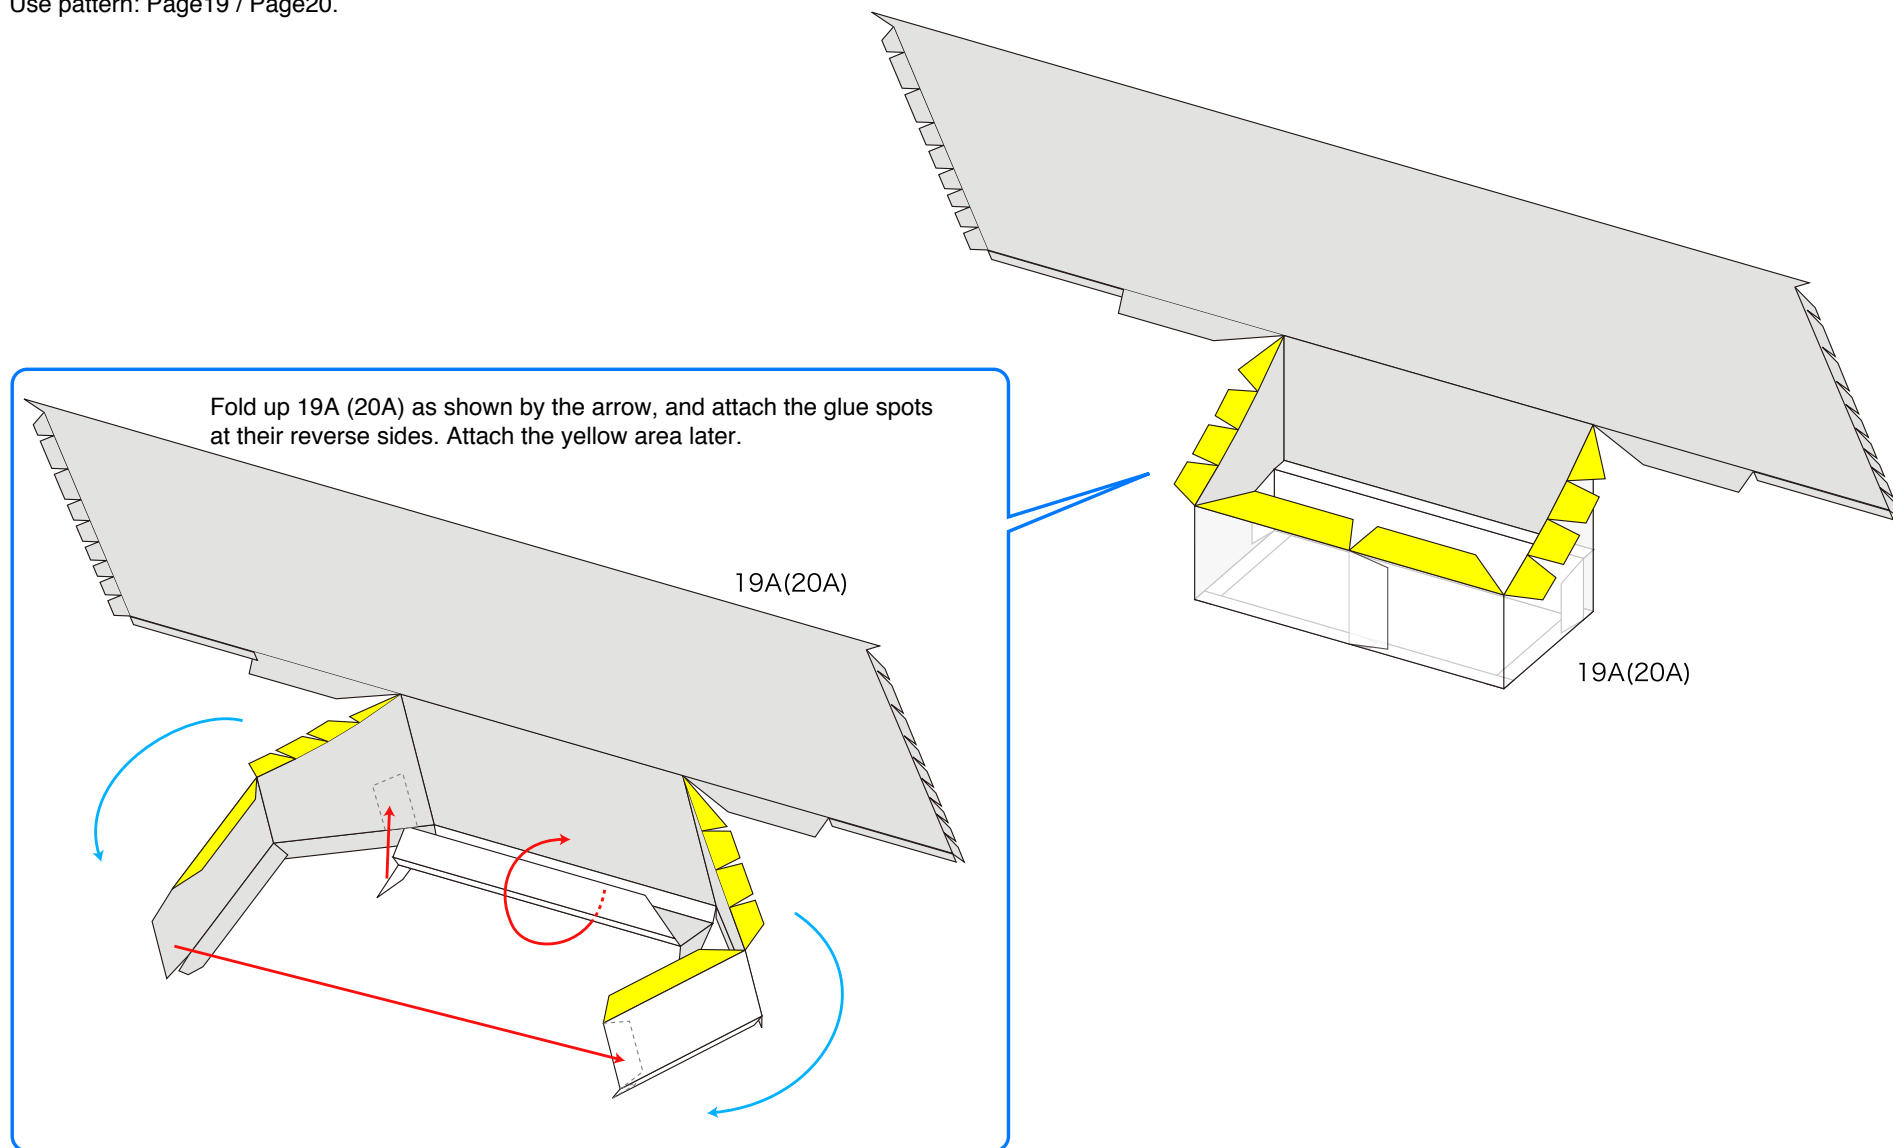 Use pattern: Page19 / Page20.
Fold up 19A (20A) as shown by the arrow, and attach the glue spots
at their reverse sides. Attach the yellow area later.
19A(20A)
19A(20A)